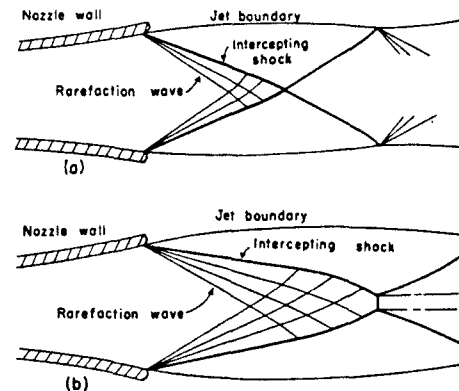 Nozzle wall
Jet boundary
Intercepting
shock
Rarefaction wave
(a)
Nozzle wall
Jet boundary
Intercepting shock
Rarefaction wave
(b)